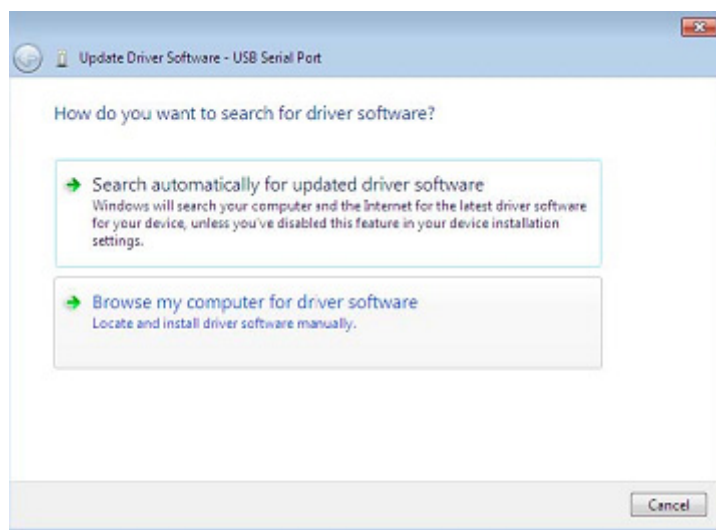 Update Driver Software - USB Serial Port
How do you want to search for driver software?
Search automatically for updated driver software
Windows will search your computer and the Internet for the latest driver software
for your device, unless you've disabled this feature in your device installation
settings.
Browse my computer for driver software
Locate and install driver software manually.
Cancel